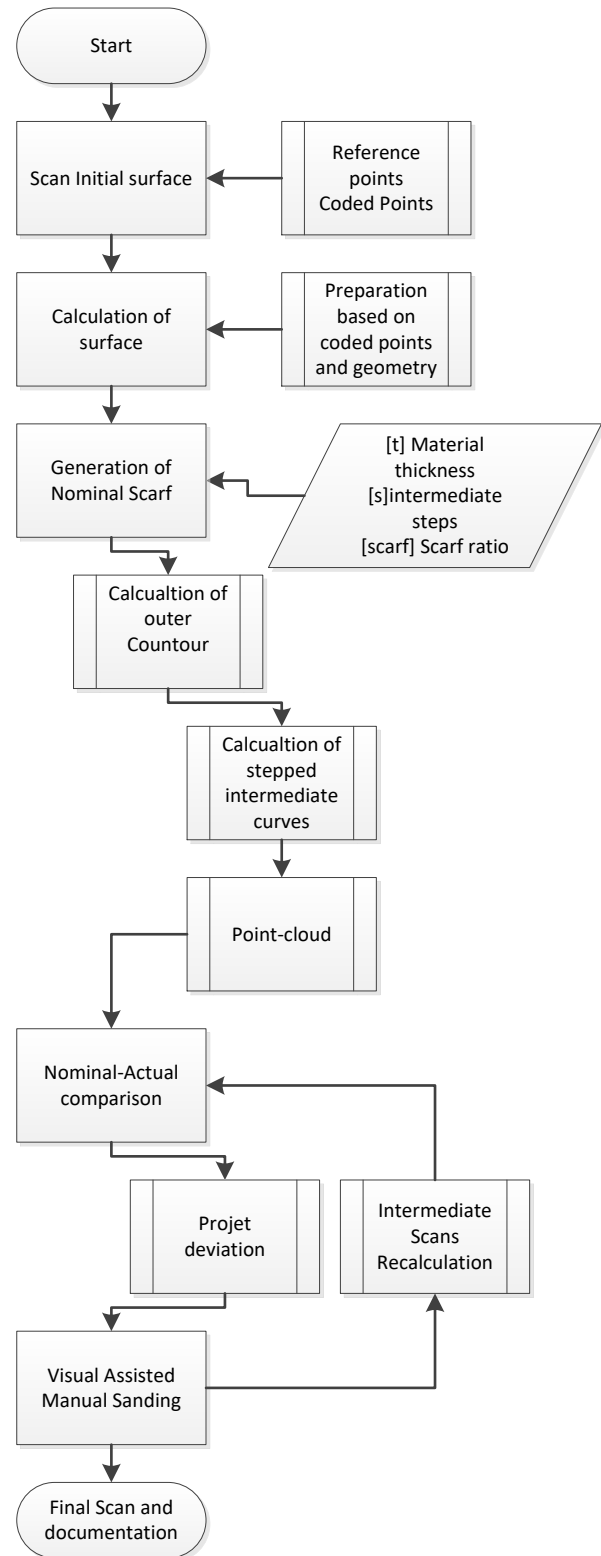 Start
Scan Initial surface
Reference
points
Coded Points
Calculation of
surface
Preparation
based on
coded points
and geometry
Generation of
Nominal Scarf
[t] Material
thickness
[s]intermediate
steps
[scarf] Scarf ratio
Calcualtion of
outer
Countour
Calcualtion of
stepped
intermediate
curves
Point-cloud
Nominal-Actual
comparison
Projet
deviation
Intermediate
Scans
Recalculation
Visual Assisted
Manual Sanding
Final Scan and
documentation